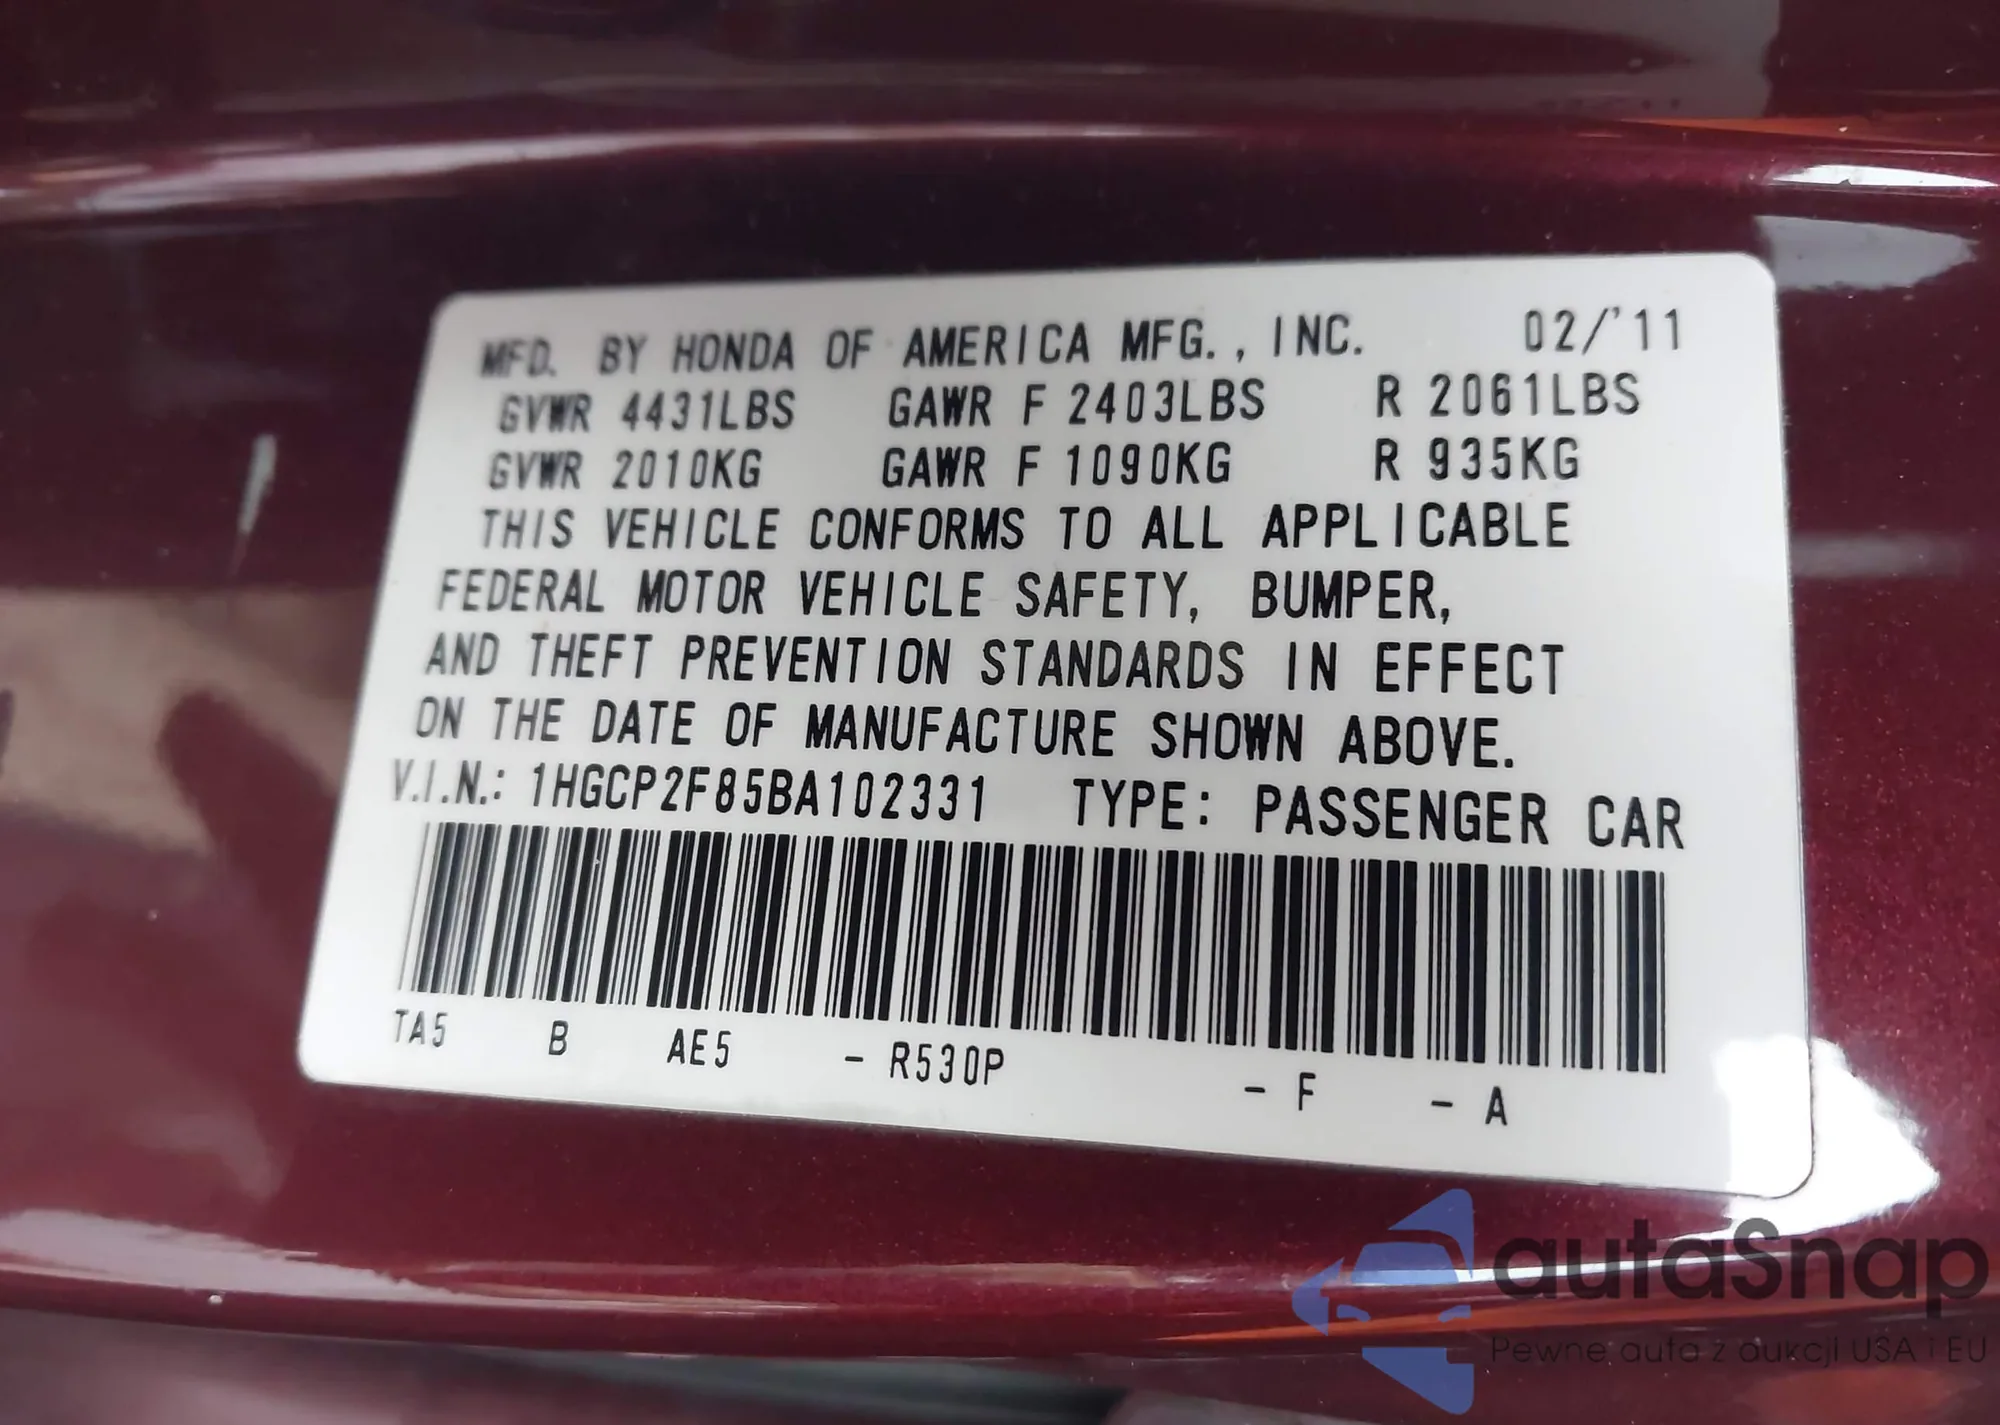 MFD. BY HONDA OF AMERICA MFG., INC. 02/'11
GVWR 4431LBS GAWR F 2403LBS R 2061LBS
GVWR 2010KG GAWR F 1090KG R 935KG
THIS VEHICLE CONFORMS TO ALL APPLICABLE
FEDERAL MOTOR VEHICLE SAFETY, BUMPER,
AND THEFT PREVENTION STANDARDS IN EFFECT
ON THE DATE OF MANUFACTURE SHOWN ABOVE.
V.I.N.: 1HGCP2F85BA102331 TYPE: PASSENGER CAR
TA5 B AE5 - R530P - F - A
autaSnap
Pewne auta z aukcji USA i EU